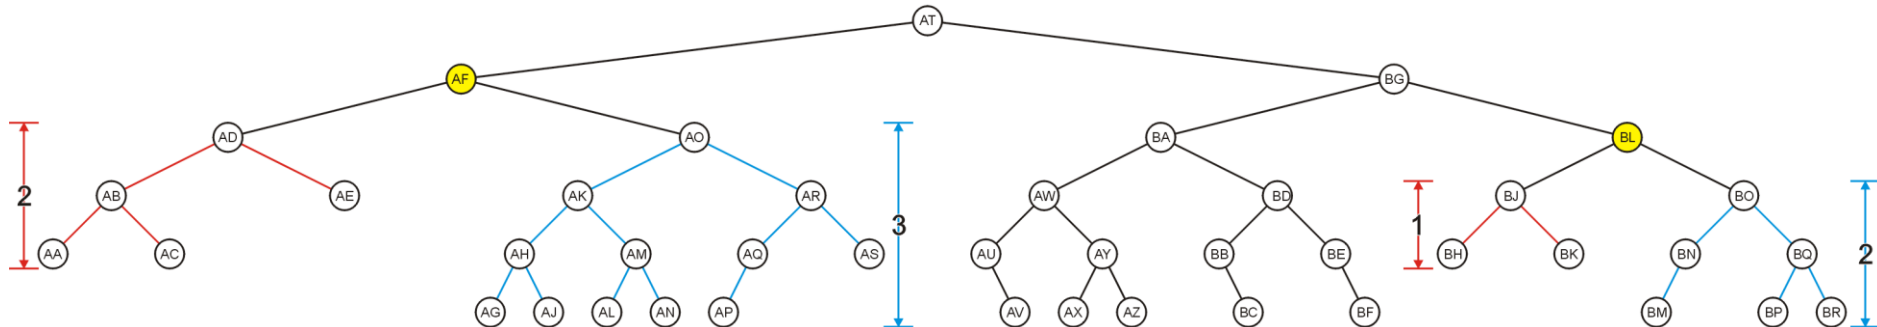 AT
AF BG
AD AO BA BL
2 AB AE AK AR 3 AW BD 1 BJ BO 2
AA AC AH AM AQ AS AU AY BB BE BH BK BN BQ
AG AJ AL AN AP AV AX AZ BC BF BM BP BR